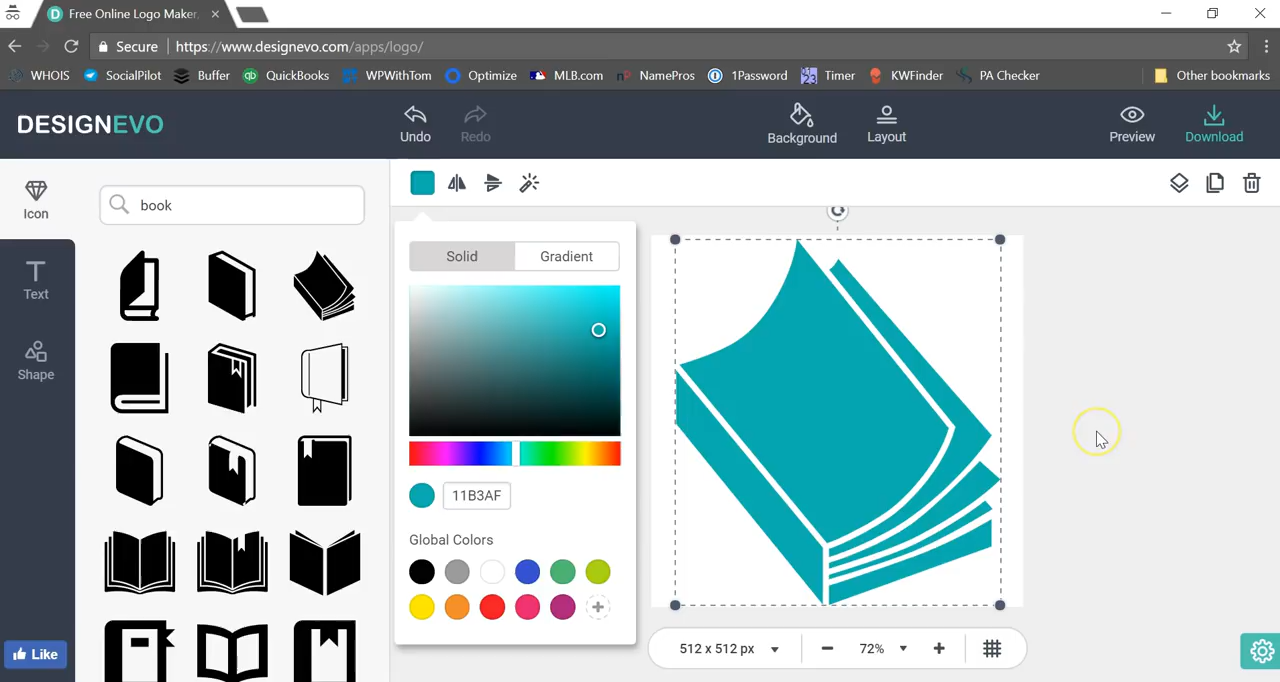 Free Online Logo Maker,
Secure https://www.designevo.com/apps/logo/
WHOIS SocialPilot Buffer QuickBooks WPWithTom Optimize MLB.com NamePros 1Password Timer KWFinder PA Checker Other bookmarks
DESIGNEVO
Undo Redo Background Layout Preview Download
Icon
book
Text
Shape
Solid Gradient
11B3AF
Global Colors
Like
512 x 512 px 72%